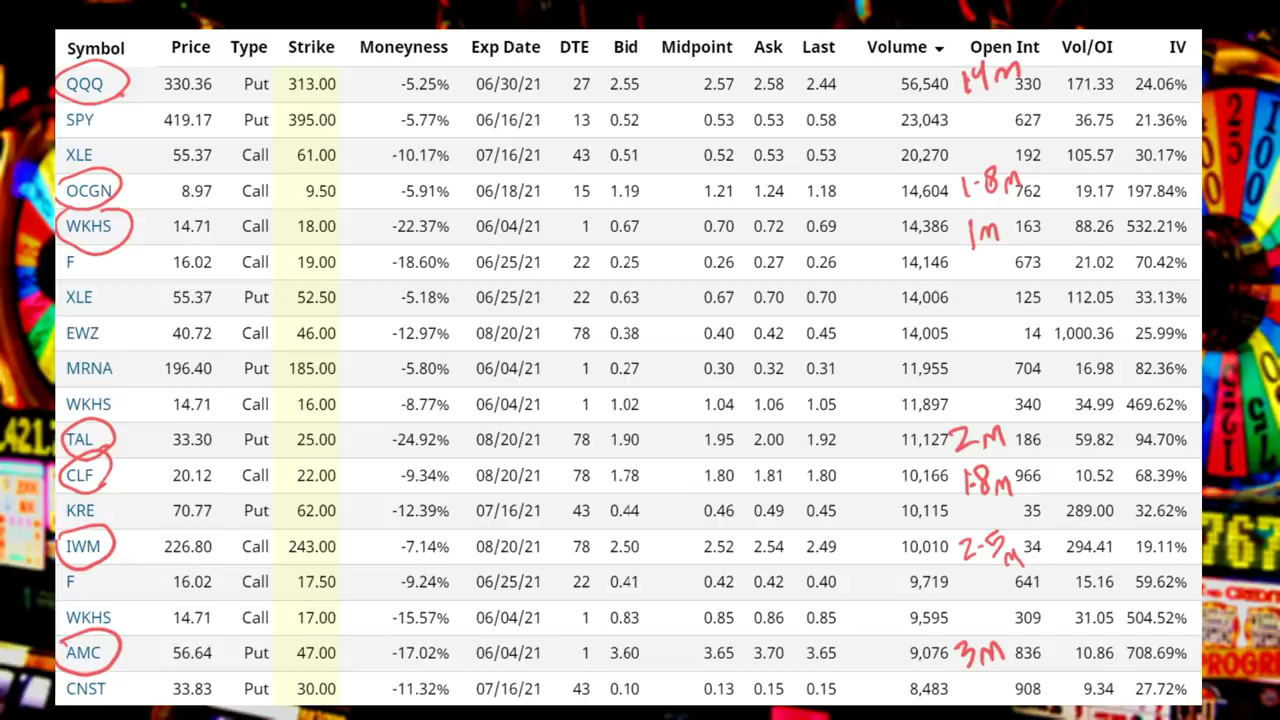 Symbol Price Type Strike Moneyness Exp Date DTE Bid Midpoint Ask Last Volume Open Int Vol/OI IV
QQQ 330.36 Put 313.00 -5.25% 06/30/21 27 2.55 2.57 2.58 2.44 56,540 14M 330 171.33 24.06%
SPY 419.17 Put 395.00 -5.77% 06/16/21 13 0.52 0.53 0.53 0.58 23,043 627 36.75 21.36%
XLE 55.37 Call 61.00 -10.17% 07/16/21 43 0.51 0.52 0.53 0.53 20,270 192 105.57 30.17%
OCGN 8.97 Call 9.50 -5.91% 06/18/21 15 1.19 1.21 1.24 1.18 14,604 1.8M 762 19.17 197.84%
WKHS 14.71 Call 18.00 -22.37% 06/04/21 1 0.67 0.70 0.72 0.69 14,386 1M 163 88.26 532.21%
F 16.02 Call 19.00 -18.60% 06/25/21 22 0.25 0.26 0.27 0.26 14,146 673 21.02 70.42%
XLE 55.37 Put 52.50 -5.18% 06/25/21 22 0.63 0.67 0.70 0.70 14,006 125 112.05 33.13%
EWZ 40.72 Call 46.00 -12.97% 08/20/21 78 0.38 0.40 0.42 0.45 14,005 14 1,000.36 25.99%
MRNA 196.40 Put 185.00 -5.80% 06/04/21 1 0.27 0.30 0.32 0.31 11,955 704 16.98 82.36%
WKHS 14.71 Call 16.00 -8.77% 06/04/21 1 1.02 1.04 1.06 1.05 11,897 340 34.99 469.62%
TAL 33.30 Put 25.00 -24.92% 08/20/21 78 1.90 1.95 2.00 1.92 11,127 2M 186 59.82 94.70%
CLF 20.12 Call 22.00 -9.34% 08/20/21 78 1.78 1.80 1.81 1.80 10,166 1.8M 966 10.52 68.39%
KRE 70.77 Put 62.00 -12.39% 07/16/21 43 0.44 0.46 0.49 0.45 10,115 35 289.00 32.62%
IWM 226.80 Call 243.00 -7.14% 08/20/21 78 2.50 2.52 2.54 2.49 10,010 2.5M 34 294.41 19.11%
F 16.02 Call 17.50 -9.24% 06/25/21 22 0.41 0.42 0.42 0.40 9,719 641 15.16 59.62%
WKHS 14.71 Call 17.00 -15.57% 06/04/21 1 0.83 0.85 0.86 0.85 9,595 309 31.05 504.52%
AMC 56.64 Put 47.00 -17.02% 06/04/21 1 3.60 3.65 3.70 3.65 9,076 3M 836 10.86 708.69%
CNST 33.83 Put 30.00 -11.32% 07/16/21 43 0.10 0.13 0.15 0.15 8,483 908 9.34 27.72%
421
767
PROGR